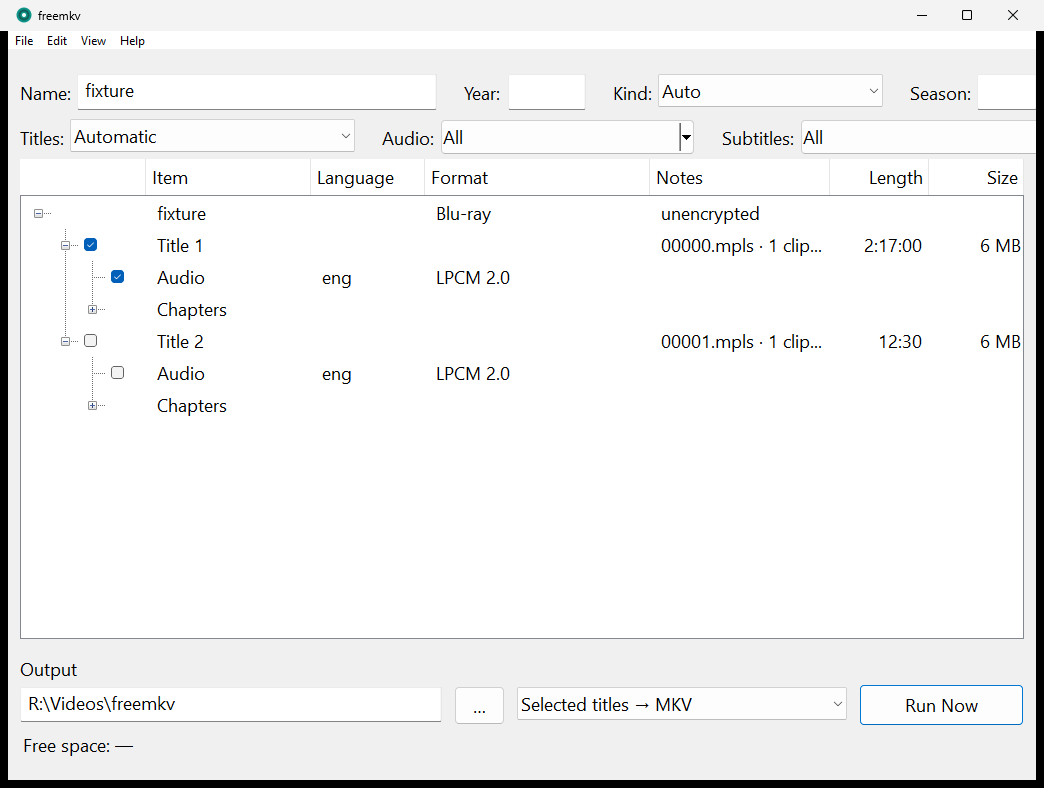 freemkv
File Edit View Help
Name: fixture Year: Kind: Auto Season:
Titles: Automatic Audio: All Subtitles: All
Item Language Format Notes Length Size
fixture Blu-ray unencrypted
Title 1 00000.mpls · 1 clip... 2:17:00 6 MB
Audio eng LPCM 2.0
Chapters
Title 2 00001.mpls · 1 clip... 12:30 6 MB
Audio eng LPCM 2.0
Chapters
Output
R:\Videos\freemkv ... Selected titles → MKV Run Now
Free space: —